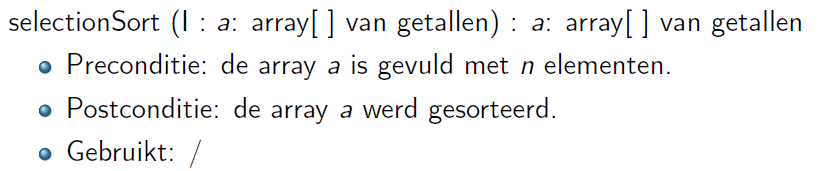 selectionSort (I : a: array[ ] van getallen) : a: array[ ] van getallen
Preconditie: de array a is gevuld met n elementen.
Postconditie: de array a werd gesorteerd.
Gebruikt: /